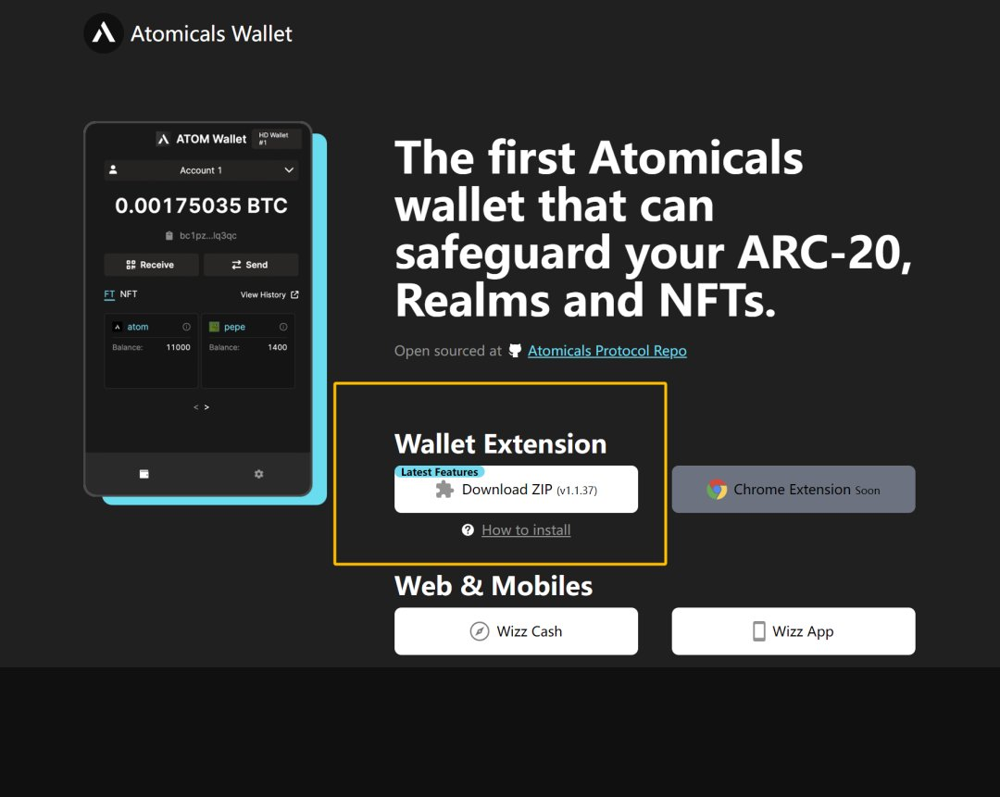 Atomicals Wallet
ATOM Wallet
HD Wallet
#1
Account 1
0.00175035 BTC
bc1pz...lq3qc
Receive
Send
FT NFT
View History
atom
Balance: 11000
pepe
Balance: 1400
< >
The first Atomicals
wallet that can
safeguard your ARC-20,
Realms and NFTs.
Open sourced at Atomicals Protocol Repo
Wallet Extension
Latest Features
Download ZIP (v1.1.37)
Chrome Extension Soon
? How to install
Web & Mobiles
Wizz Cash
Wizz App